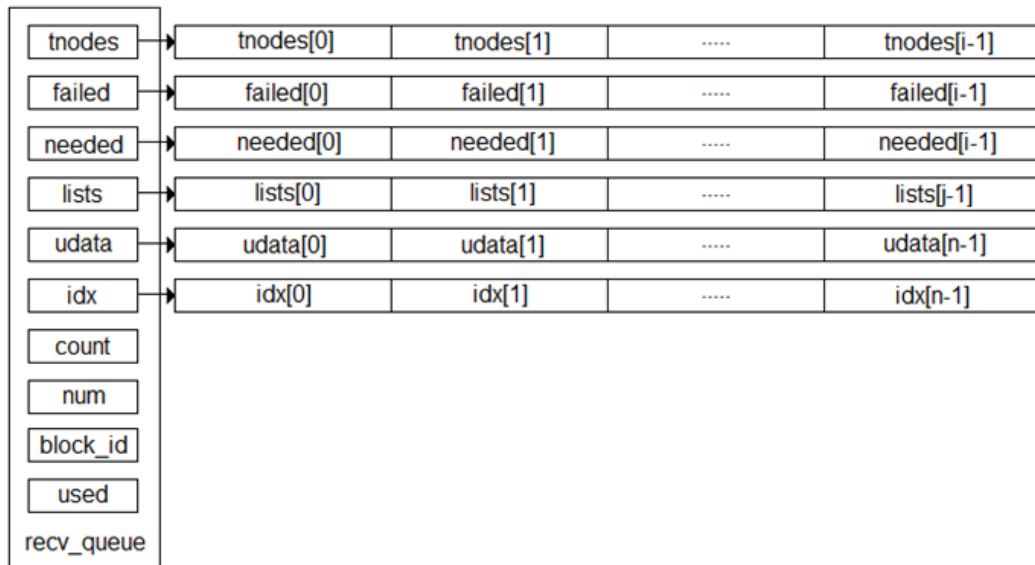 tnodes tnodes[0] tnodes[1] ----- tnodes[i-1]
failed failed[0] failed[1] ----- failed[i-1]
needed needed[0] needed[1] ----- needed[i-1]
lists lists[0] lists[1] ----- lists[j-1]
udata udata[0] udata[1] ----- udata[n-1]
idx idx[0] idx[1] ----- idx[n-1]
count
num
block_id
used
recv_queue